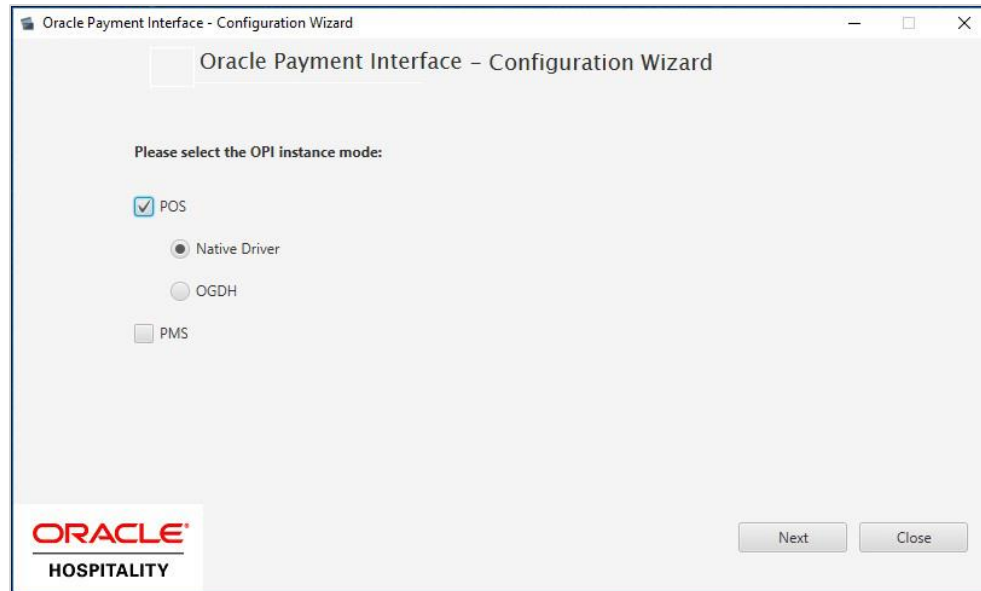 Oracle Payment Interface - Configuration Wizard
Oracle Payment Interface – Configuration Wizard
Please select the OPI instance mode:
POS
Native Driver
OGDH
PMS
ORACLE®
HOSPITALITY
Next Close